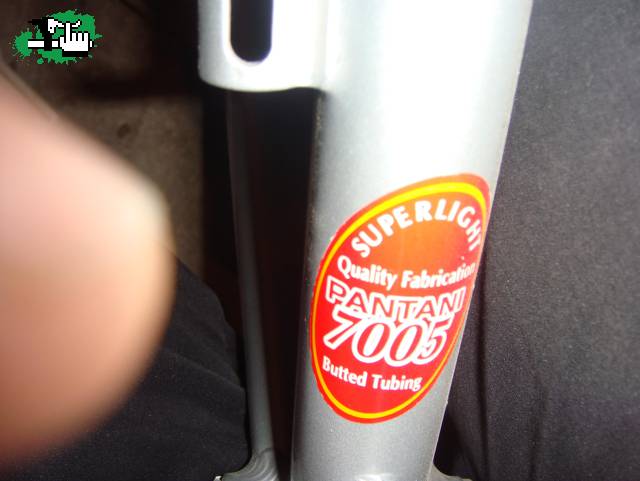 SUPERLIGHT
Quality Fabrication
PANTANI
7005
Butted Tubing